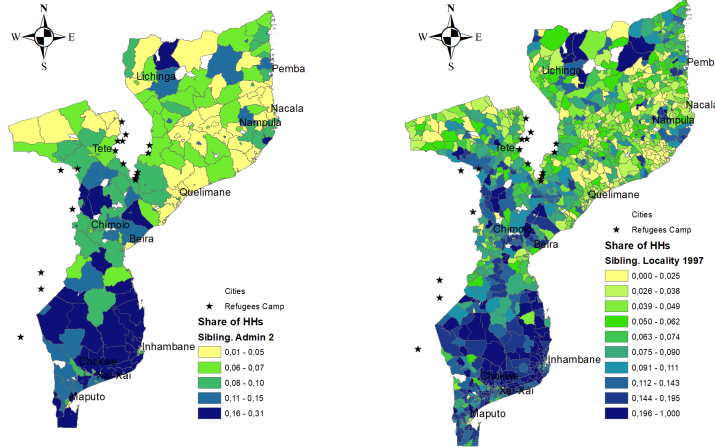 N
W E
S
Lichinga
Pemba
Nacala
Nampula
Tete
Quelimane
Chimoio
Beira
Inhambane
Chokwe
Xai-Xai
Maputo
Cities
Refugees Camp
Share of HHs
Sibling. Admin 2
0,01 - 0,05
0,06 - 0,07
0,08 - 0,10
0,11 - 0,15
0,16 - 0,31
N
W E
S
Lichinga
Pemba
Nacala
Nampula
Tete
Quelimane
Chimoio
Beira
Inhambane
Chokwe
Xai-Xai
Maputo
Cities
Refugees Camp
Share of HHs
Sibling. Locality 1997
0,000 - 0,025
0,026 - 0,038
0,039 - 0,049
0,050 - 0,062
0,063 - 0,074
0,075 - 0,090
0,091 - 0,111
0,112 - 0,143
0,144 - 0,195
0,196 - 1,000